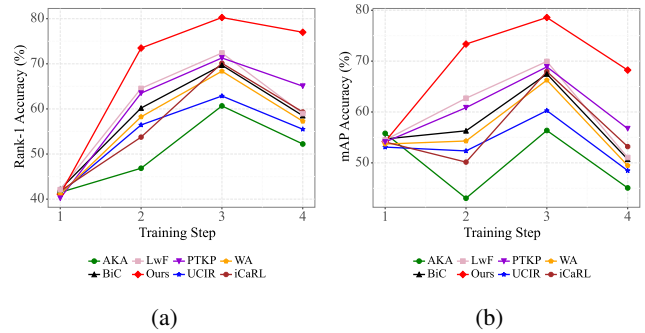 80
70
60
50
40
Rank-1 Accuracy (%)
1 2 3 4
Training Step
AKA LwF PTKP WA
BiC Ours UCIR iCaRL
(a)
80
70
60
50
mAP Accuracy (%)
1 2 3 4
Training Step
AKA LwF PTKP WA
BiC Ours UCIR iCaRL
(b)